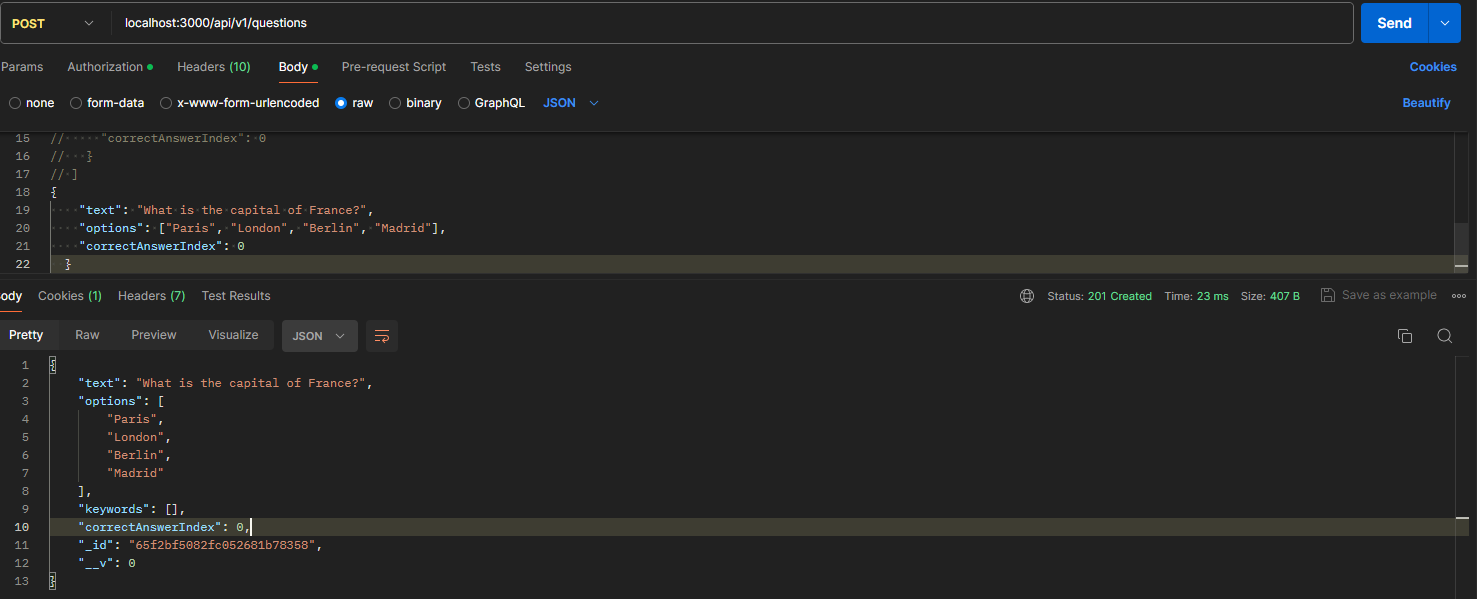 POST localhost:3000/api/v1/questions Send
Params Authorization Headers (10) Body Pre-request Script Tests Settings Cookies
none form-data x-www-form-urlencoded raw binary GraphQL JSON Beautify
15 // "correctAnswerIndex": 0
16 // }
17 // ]
18 {
19 "text": "What is the capital of France?",
20 "options": ["Paris", "London", "Berlin", "Madrid"],
21 "correctAnswerIndex": 0
22 }
ody Cookies (1) Headers (7) Test Results Status: 201 Created Time: 23 ms Size: 407 B Save as example
Pretty Raw Preview Visualize JSON
1 {
2 "text": "What is the capital of France?",
3 "options": [
4 "Paris",
5 "London",
6 "Berlin",
7 "Madrid"
8 ],
9 "keywords": [],
10 "correctAnswerIndex": 0,
11 "_id": "65f2bf5082fc052681b78358",
12 "__v": 0
13 }